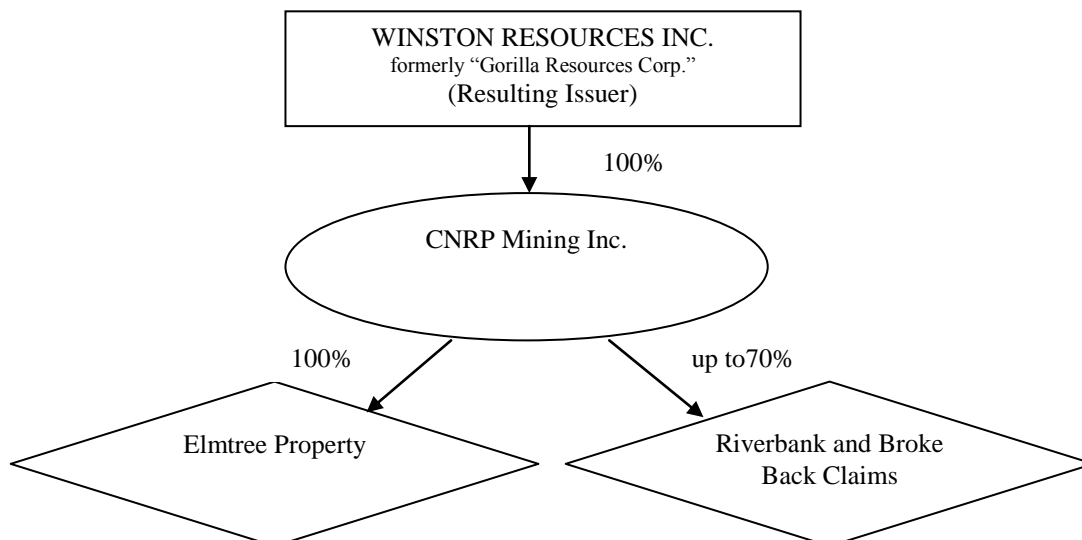 WINSTON RESOURCES INC.
formerly “Gorilla Resources Corp.”
(Resulting Issuer)
100%
CNRP Mining Inc.
100%
up to70%
Elmtree Property
Riverbank and Broke
Back Claims